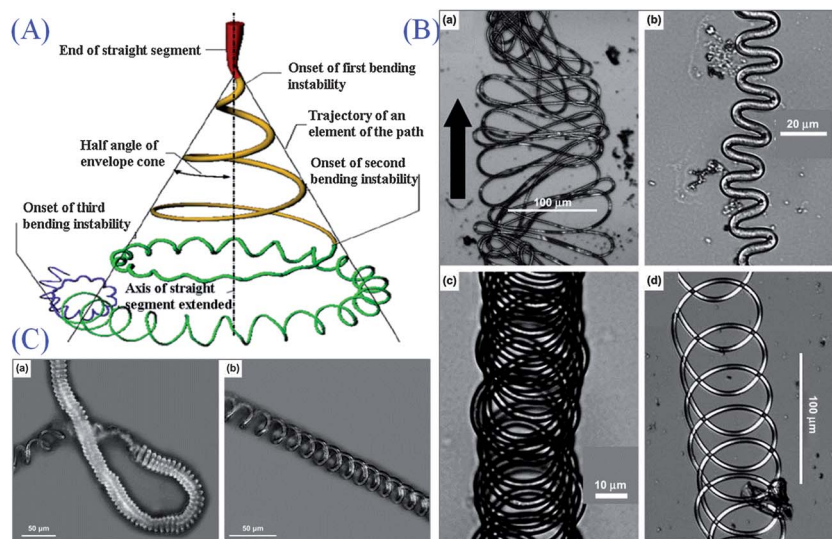 (A)
End of straight segment
Onset of first bending
instability
Trajectory of an
element of the path
Half angle of
envelope cone
Onset of second
bending instability
Onset of third
bending instability
Axis of straight
segment extended
(B)
(a)
100 μm
(b)
20 μm
(c)
10 μm
(d)
100 μm
(C)
(a)
50 μm
(b)
50 μm